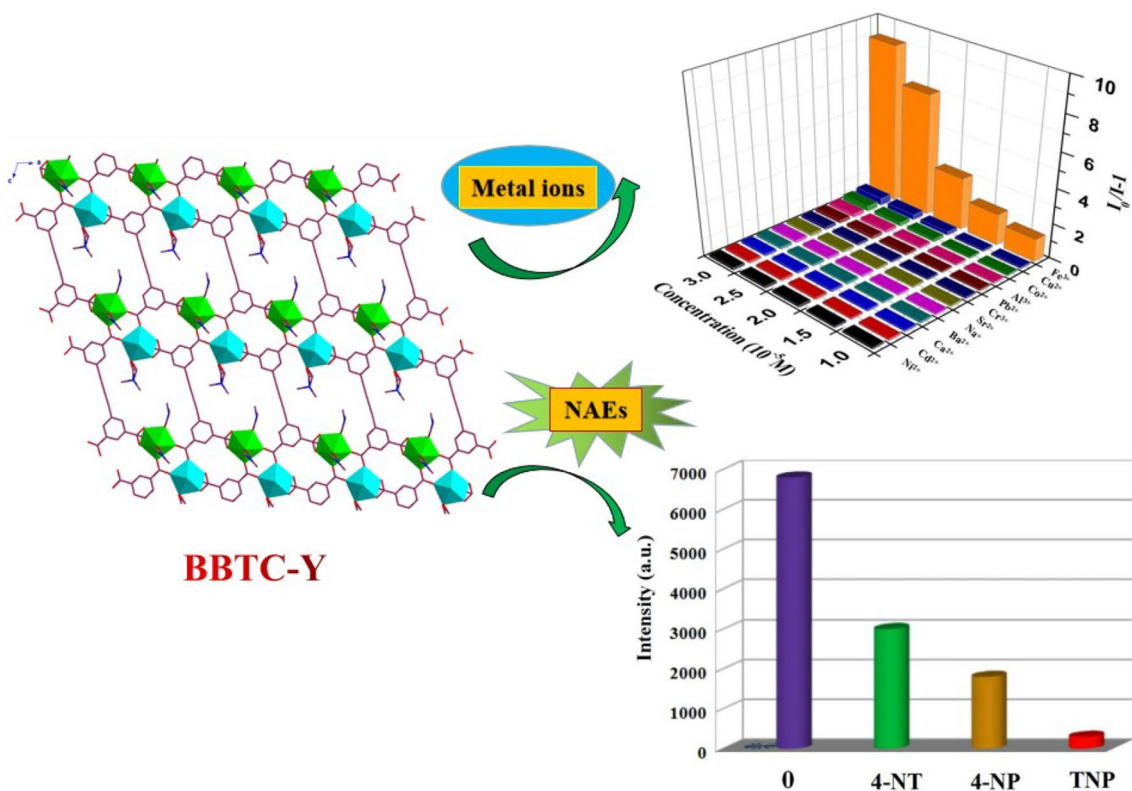 a
c
BBTC-Y
Metal ions
NAEs
10
8
6
4
2
0
I₀/I-1
3.0
2.5
2.0
1.5
1.0
Concentration (10⁻⁵M)
Fe³⁺
Cu²⁺
Co²⁺
Al³⁺
Pb²⁺
Cr³⁺
Sr²⁺
Na⁺
Ba²⁺
Ca²⁺
Cd²⁺
Ni²⁺
7000
6000
5000
4000
3000
2000
1000
0
Intensity (a.u.)
0 4-NT 4-NP TNP